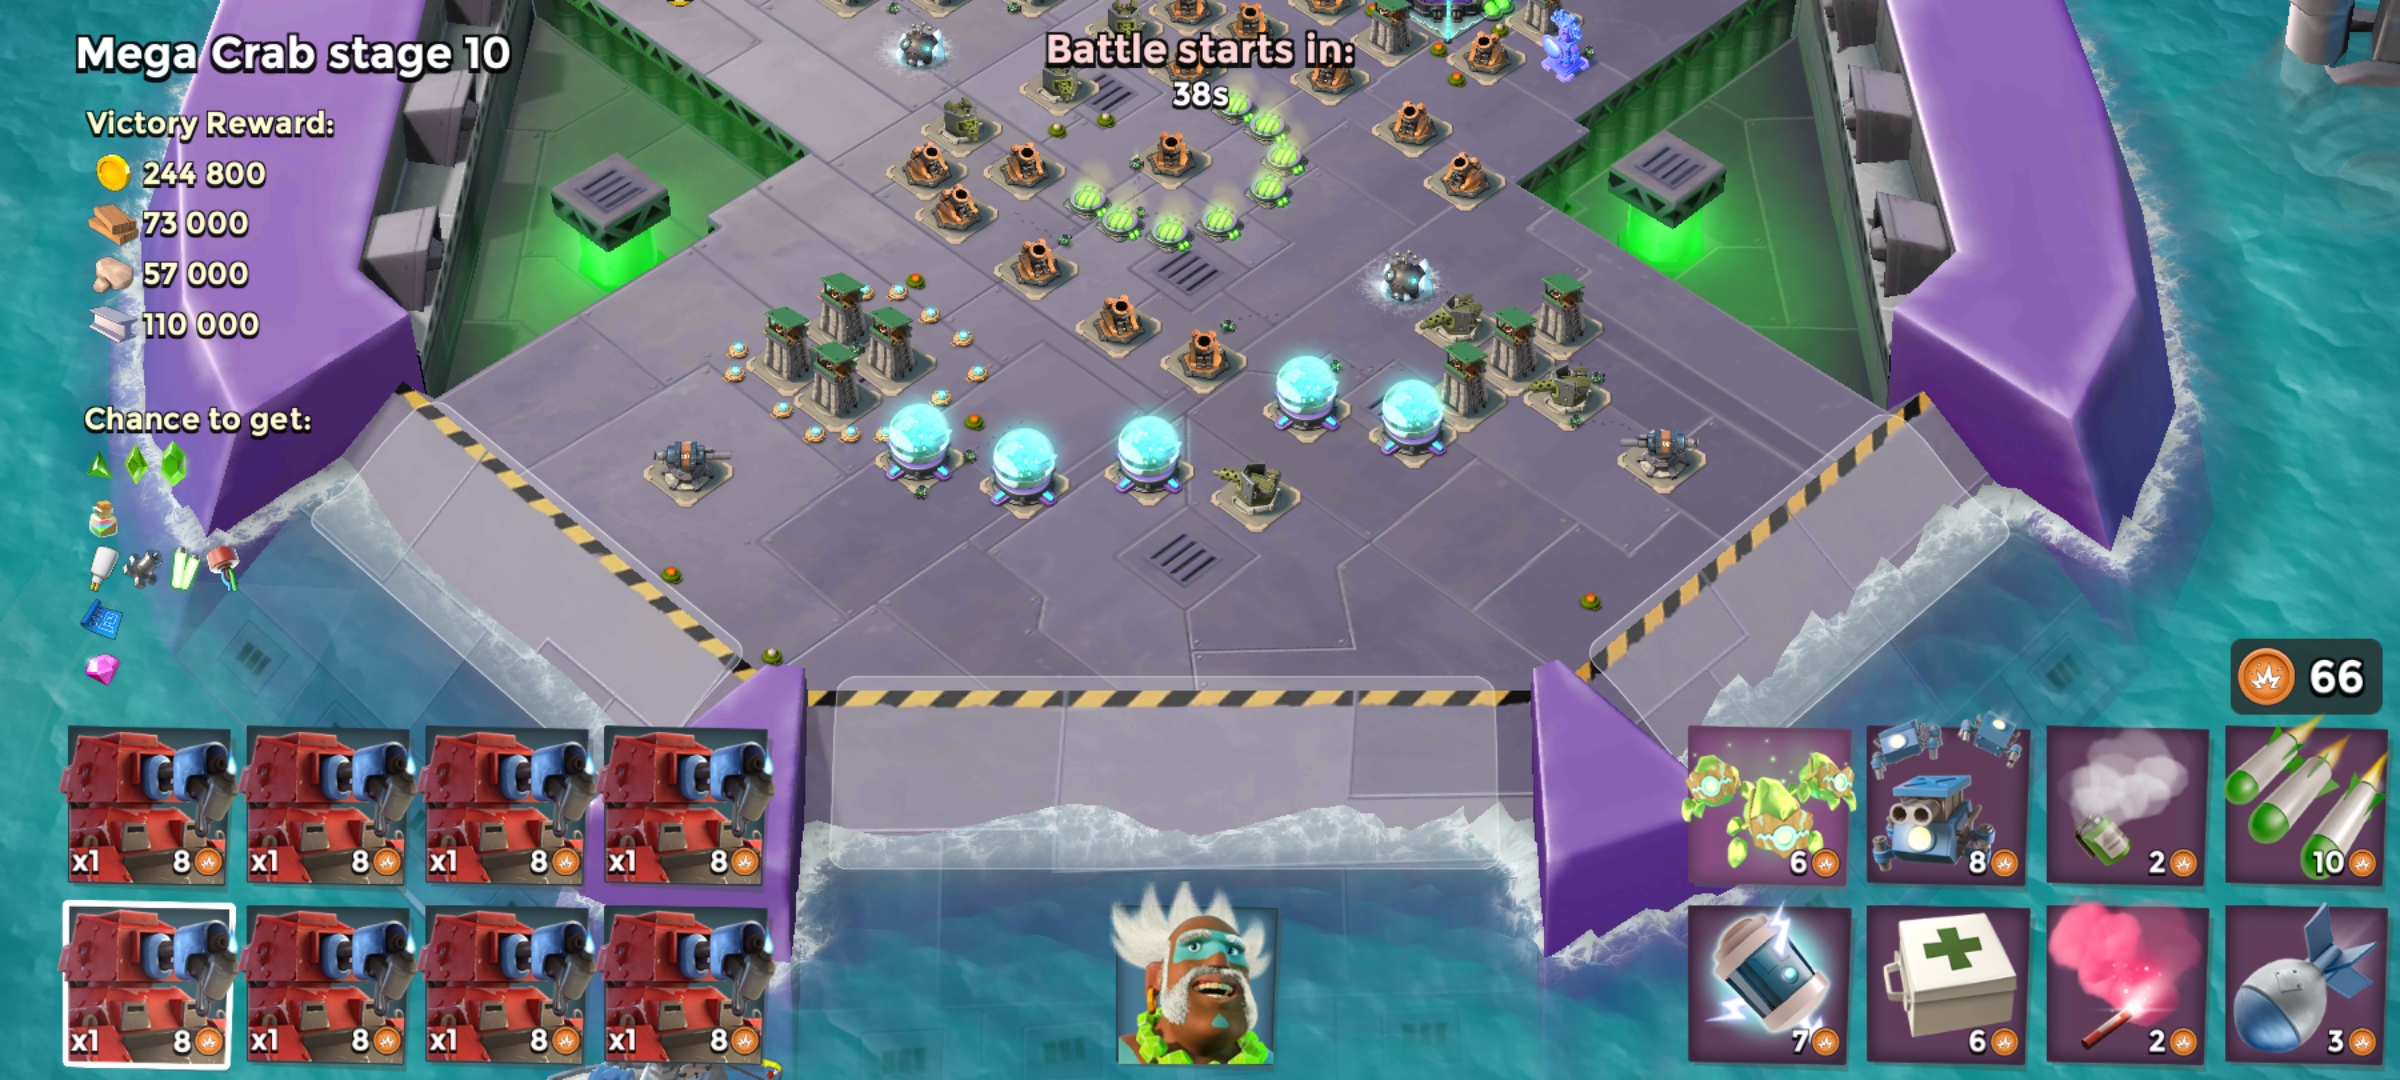 Mega Crab stage 10
Battle starts in:
38s
Victory Reward:
244 800
73 000
57 000
110 000
Chance to get:
66
x1 8
x1 8
x1 8
x1 8
6
8
2
10
x1 8
x1 8
x1 8
x1 8
7
6
2
3